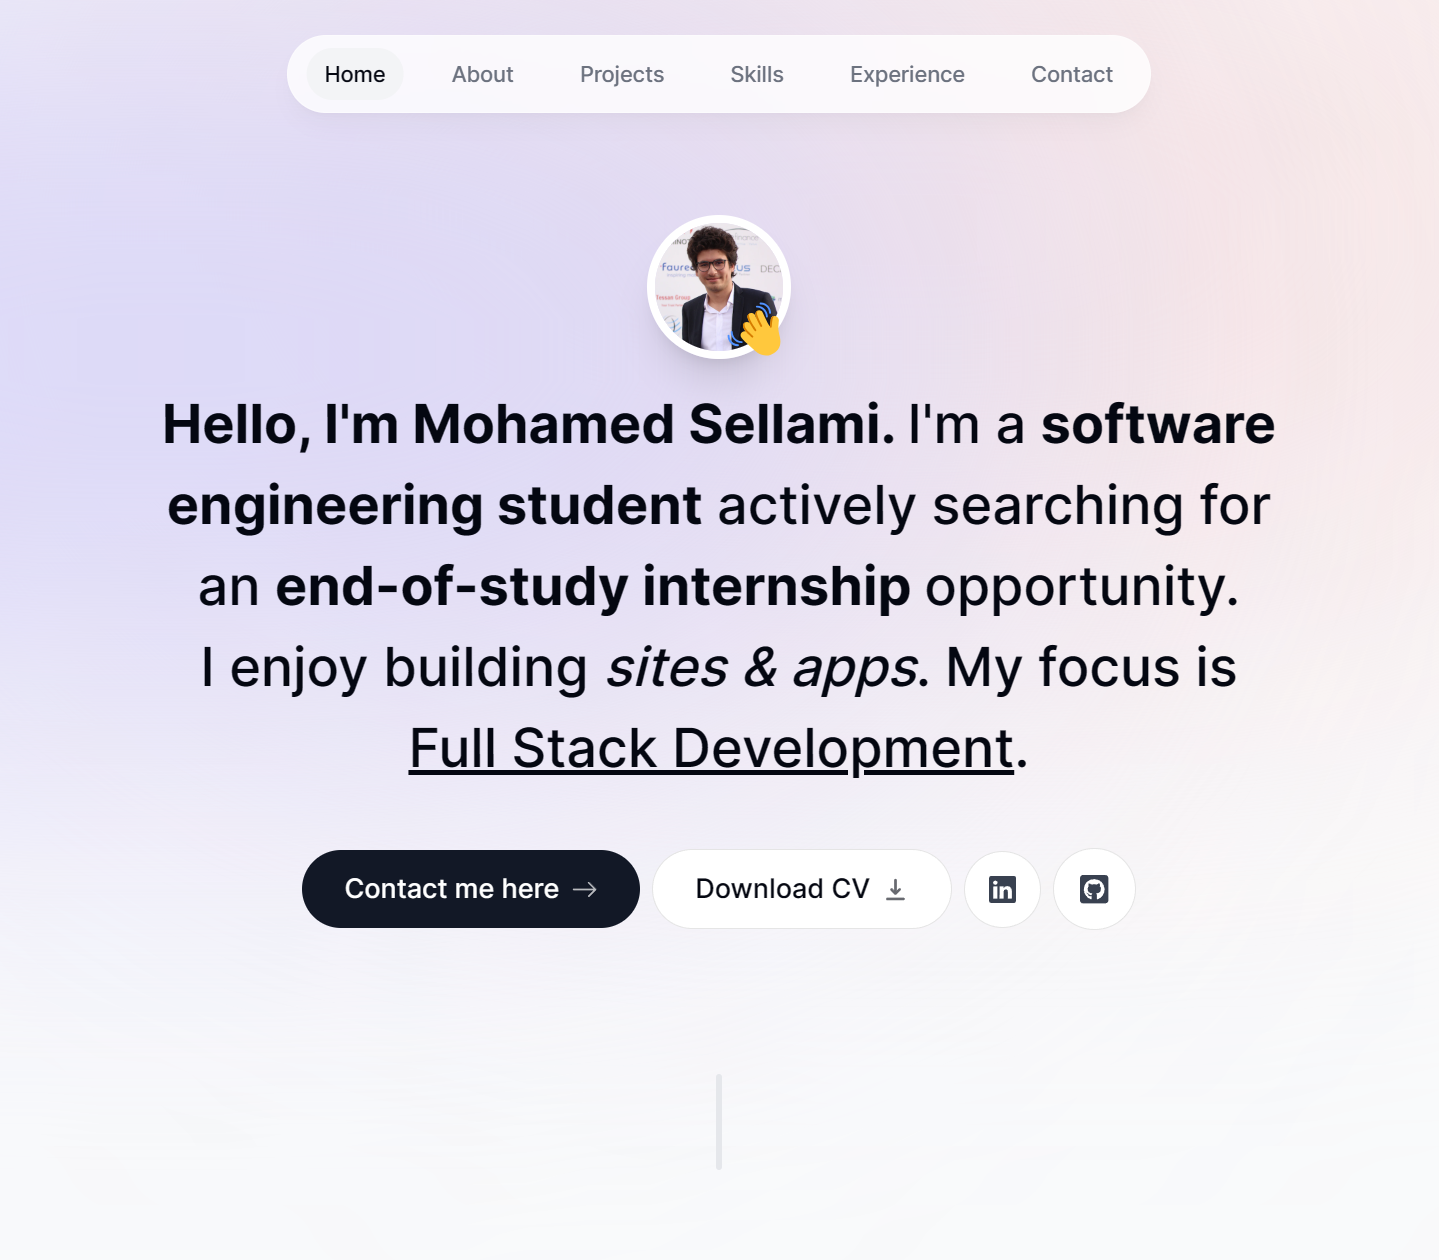 Home About Projects Skills Experience Contact
Hello, I'm Mohamed Sellami. I'm a software
engineering student actively searching for
an end-of-study internship opportunity.
I enjoy building sites & apps. My focus is
Full Stack Development.
Contact me here Download CV in